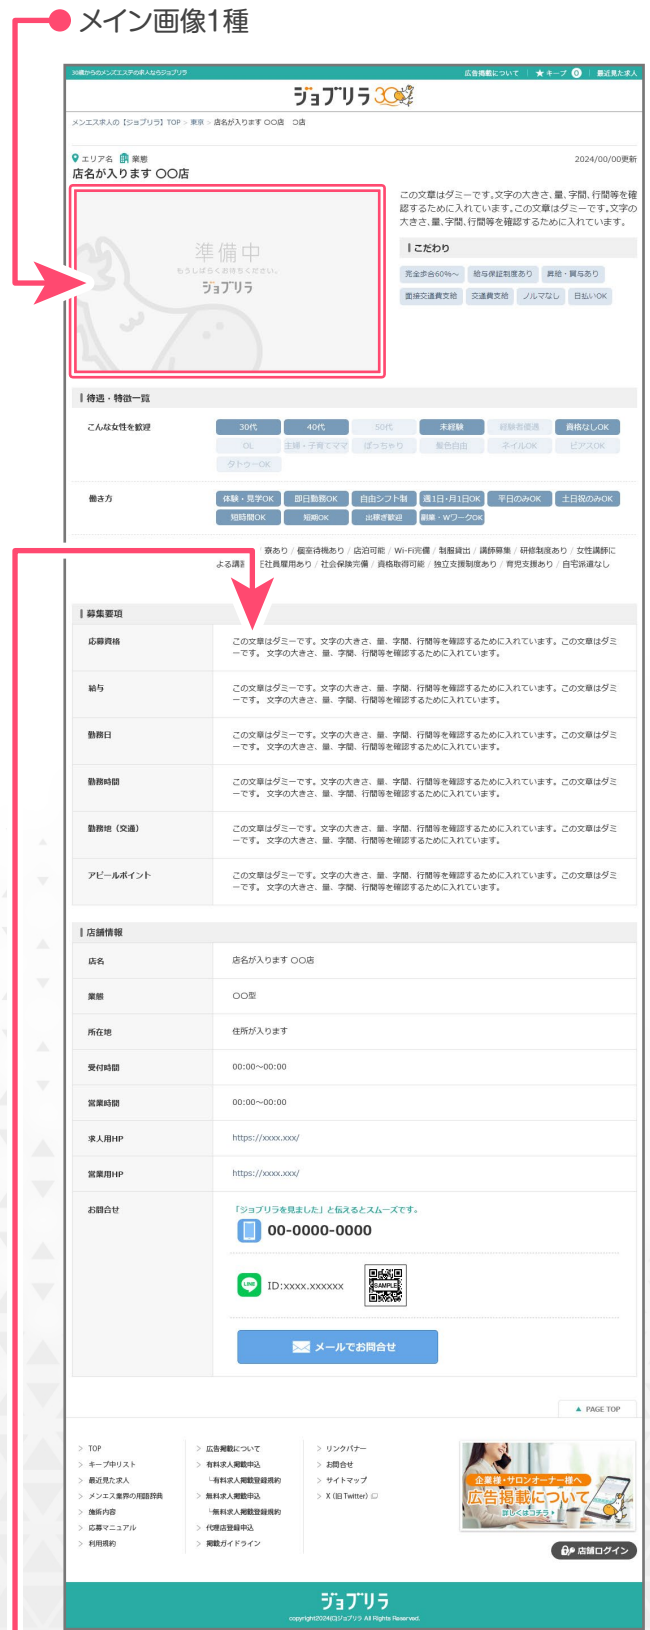 メイン画像1種
30歳からのメンズエステの求人ならジョブリラ
広告掲載について ★ キープ 0 最近見た求人
ジョブリラ 30
メンエス求人の【ジョブリラ】TOP > 東京 > 店名が入ります 〇〇店
エリア名 業態
2024/00/00更新
店名が入ります 〇〇店
準備中
もうしばらくお待ちください。
ジョブリラ
この文章はダミーです。文字の大きさ、量、字間、行間等を確
認するために入れています。この文章はダミーです。文字の
大きさ、量、字間、行間等を確認するために入れています。
こだわり
完全歩合60%～ 給与保証制度あり 昇給・賞与あり
面接交通費支給 交通費支給 ノルマなし 日払いOK
待遇・特徴一覧
こんな女性を歓迎
30代 40代 50代 未経験 経験者優遇 資格なしOK
OL 主婦・子育てママ ぽっちゃり 髪色自由 ネイルOK ピアスOK
タトゥーOK
働き方
体験・見学OK 即日勤務OK 自由シフト制 週1日・月1日OK 平日のみOK 土日祝のみOK
短時間OK 短期OK 出稼ぎ歓迎 副業・WワークOK
寮あり / 個室待機あり / 店泊可能 / Wi-Fi完備 / 制服貸出 / 講師募集 / 研修制度あり / 女性講師に
よる講 正社員雇用あり / 社会保険完備 / 資格取得可能 / 独立支援制度あり / 育児支援あり / 自宅派遣なし
募集要項
応募資格
この文章はダミーです。文字の大きさ、量、字間、行間等を確認するために入れています。この文章はダミ
ーです。文字の大きさ、量、字間、行間等を確認するために入れています。
給与
この文章はダミーです。文字の大きさ、量、字間、行間等を確認するために入れています。この文章はダミ
ーです。文字の大きさ、量、字間、行間等を確認するために入れています。
勤務日
この文章はダミーです。文字の大きさ、量、字間、行間等を確認するために入れています。この文章はダミ
ーです。文字の大きさ、量、字間、行間等を確認するために入れています。
勤務時間
この文章はダミーです。文字の大きさ、量、字間、行間等を確認するために入れています。この文章はダミ
ーです。文字の大きさ、量、字間、行間等を確認するために入れています。
勤務地（交通）
この文章はダミーです。文字の大きさ、量、字間、行間等を確認するために入れています。この文章はダミ
ーです。文字の大きさ、量、字間、行間等を確認するために入れています。
アピールポイント
この文章はダミーです。文字の大きさ、量、字間、行間等を確認するために入れています。この文章はダミ
ーです。文字の大きさ、量、字間、行間等を確認するために入れています。
店舗情報
店名 店名が入ります 〇〇店
業態 〇〇型
所在地 住所が入ります
受付時間 00:00～00:00
営業時間 00:00～00:00
求人用HP https://xxxx.xxx/
営業用HP https://xxxx.xxx/
お問合せ
「ジョブリラを見ました」と伝えるとスムーズです。
00-0000-0000
LINE ID:xxxx.xxxxxx SAMPLE
メールでお問合せ
▲ PAGE TOP
> TOP
> キープ中リスト
> 最近見た求人
> メンエス業界の用語辞典
> 施術内容
> 応募マニュアル
> 利用規約
> 広告掲載について
> 有料求人掲載申込
└有料求人掲載登録規約
> 無料求人掲載申込
└無料求人掲載登録規約
> 代理店登録申込
> 掲載ガイドライン
> リンクバナー
> お問合せ
> サイトマップ
> X（旧Twitter）
企業様・サロンオーナー様へ
広告掲載について
詳しくはコチラ
店舗ログイン
ジョブリラ
copyright2024(C)ジョブリラ All Rights Reserved.